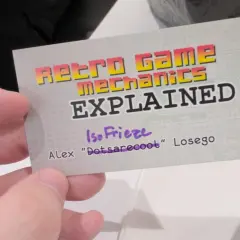 Retro Game
mechanics
EXPLAINED
IsoFrieze
Alex "Dotsarecool" Losego